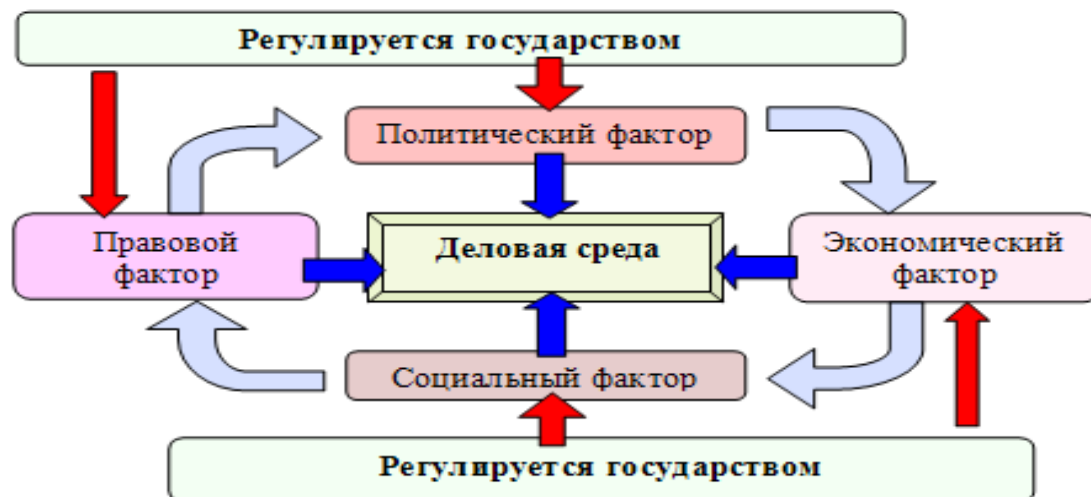 Регулируется государством
Политический фактор
Правовой
фактор
Деловая среда
Экономический
фактор
Социальный фактор
Регулируется государством